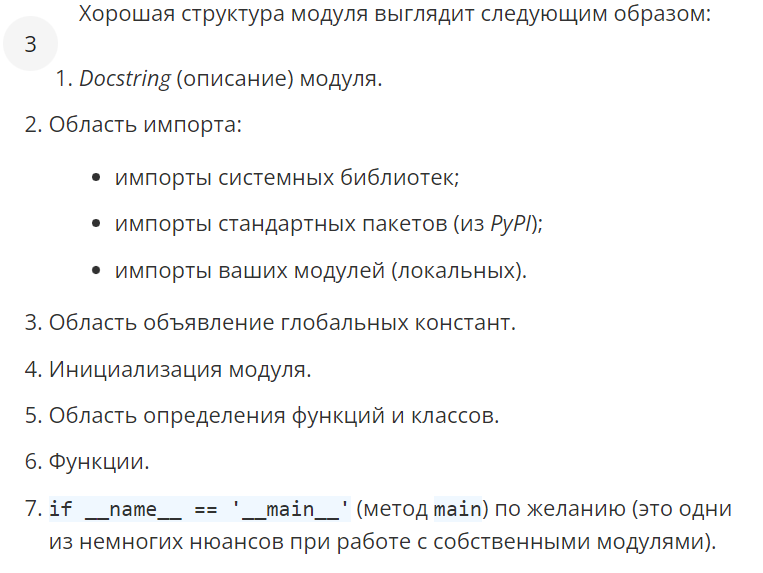 Хорошая структура модуля выглядит следующим образом:
3
1. Docstring (описание) модуля.
2. Область импорта:
• импорты системных библиотек;
• импорты стандартных пакетов (из PyPI);
• импорты ваших модулей (локальных).
3. Область объявление глобальных констант.
4. Инициализация модуля.
5. Область определения функций и классов.
6. Функции.
7. if __name__ == '__main__' (метод main) по желанию (это одни
из немногих нюансов при работе с собственными модулями).